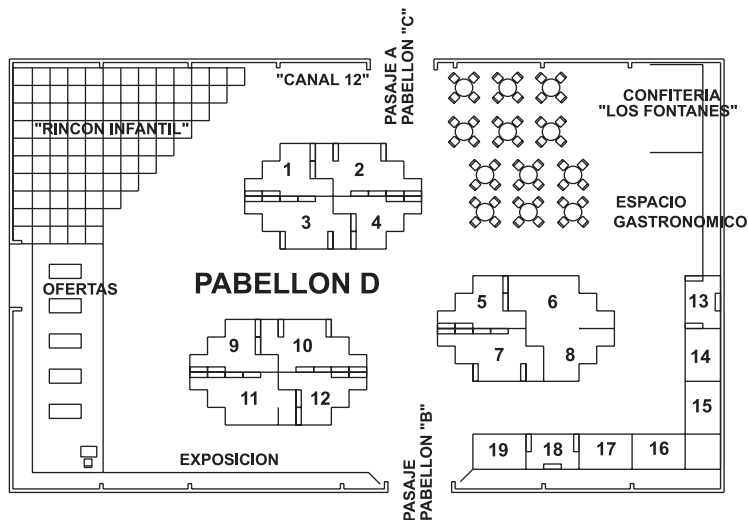 "CANAL 12"
PASAJE A
PABELLON "C"
CONFITERIA
"LOS FONTANES"
"RINCON INFANTIL"
1
2
3
4
ESPACIO
GASTRONOMICO
OFERTAS
PABELLON D
5
6
7
8
13
14
15
9
10
11
12
EXPOSICION
PASAJE
PABELLON "B"
19
18
17
16